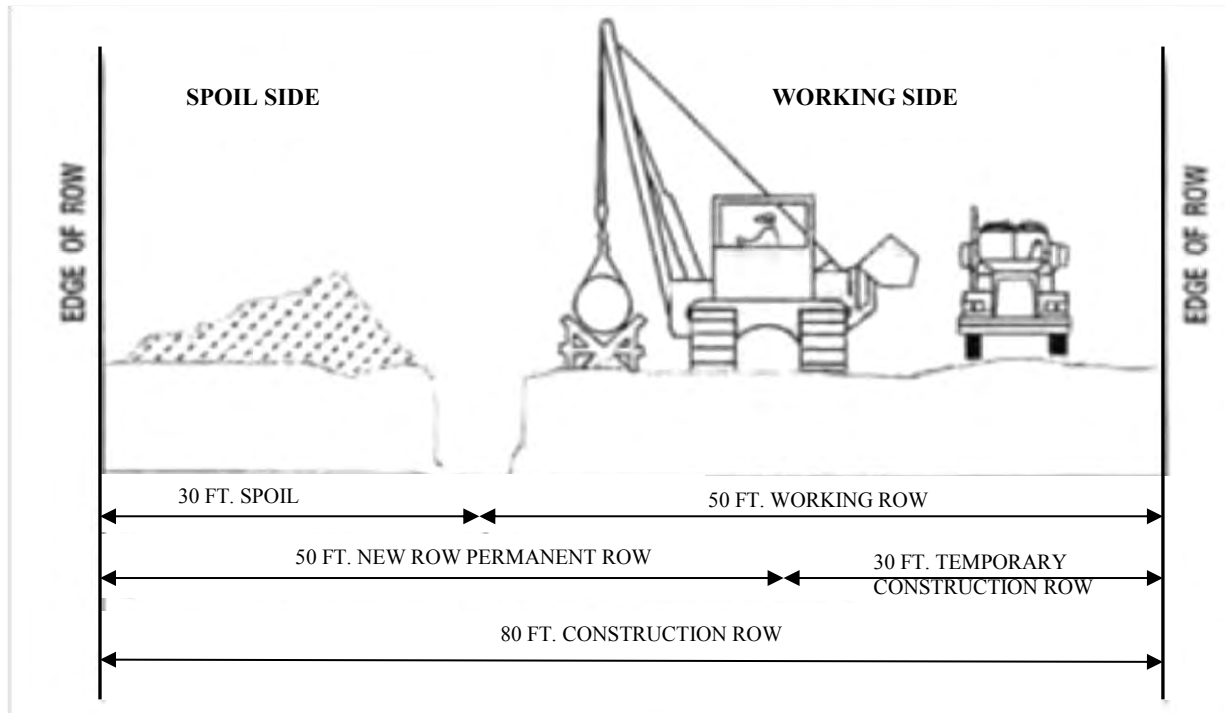 SPOIL SIDE
WORKING SIDE
EDGE OF ROW
EDGE OF ROW
30 FT. SPOIL
50 FT. WORKING ROW
50 FT. NEW ROW PERMANENT ROW
30 FT. TEMPORARY
CONSTRUCTION ROW
80 FT. CONSTRUCTION ROW